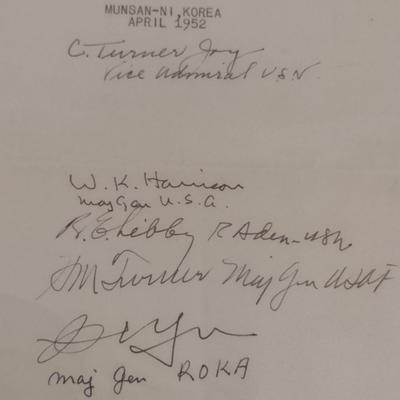 MUNSAN-NI, KOREA
APRIL 1952
C. Turner Joy
Vice Admiral USN
W. K. Harrison
Maj Gen U.S.A.
R. E. Libby RAdm-USN
H M Turner Maj Gen USAF
Maj Gen ROKA